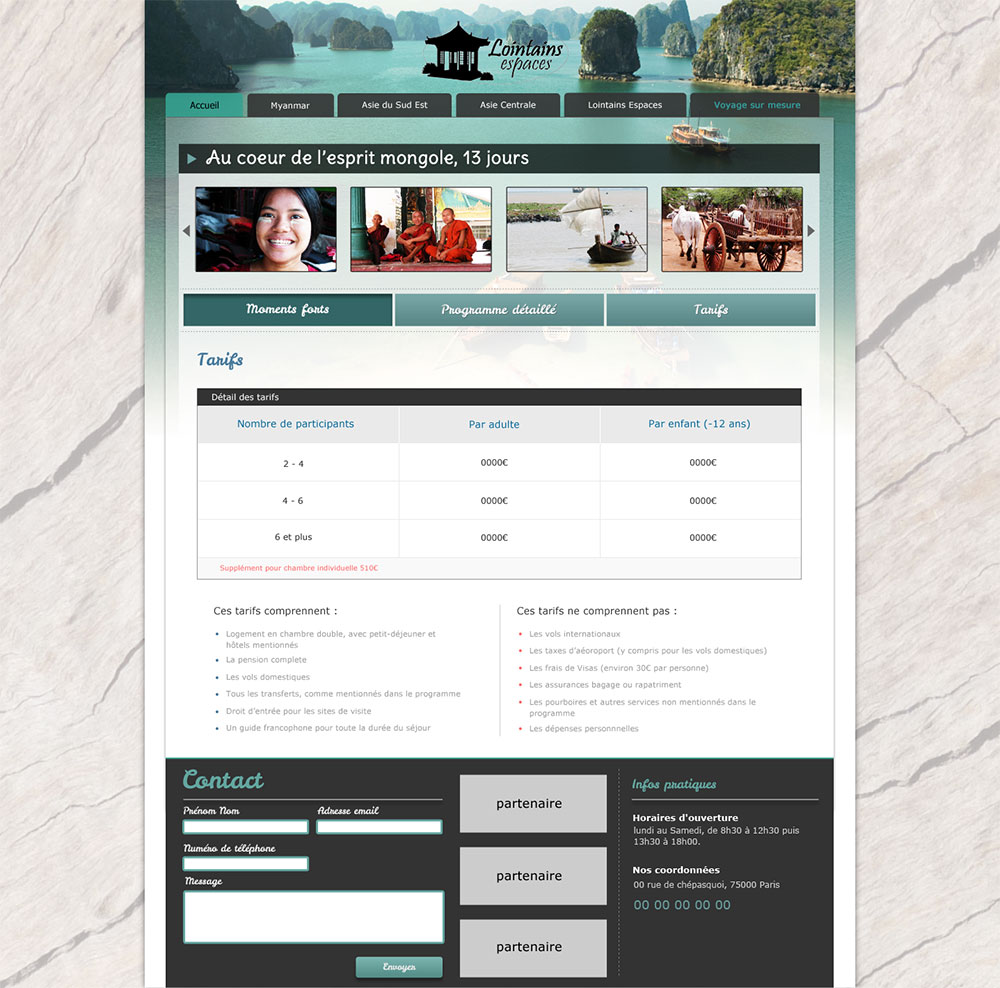 Lointains
espaces
Accueil
Myanmar
Asie du Sud Est
Asie Centrale
Lointains Espaces
Voyage sur mesure
Au coeur de l'esprit mongole, 13 jours
Moments forts
Programme détaillé
Tarifs
Tarifs
Détail des tarifs
Nombre de participants
Par adulte
Par enfant (-12 ans)
2 - 4
0000€
0000€
4 - 6
0000€
0000€
6 et plus
0000€
0000€
Supplément pour chambre individuelle 510€
Ces tarifs comprennent :
Logement en chambre double, avec petit-déjeuner et
hôtels mentionnés
La pension complete
Les vols domestiques
Tous les transferts, comme mentionnés dans le programme
Droit d'entrée pour les sites de visite
Un guide francophone pour toute la durée du séjour
Ces tarifs ne comprennent pas :
Les vols internationaux
Les taxes d'aéoroport (y compris pour les vols domestiques)
Les frais de Visas (environ 30€ par personne)
Les assurances bagage ou rapatriment
Les pourboires et autres services non mentionnés dans le
programme
Les dépenses personnnelles
Contact
Prénom Nom
Adresse email
Numéro de téléphone
Message
Envoyer
partenaire
partenaire
partenaire
Infos pratiques
Horaires d'ouverture
lundi au Samedi, de 8h30 à 12h30 puis
13h30 à 18h00.
Nos coordonnées
00 rue de chépasquoi, 75000 Paris
00 00 00 00 00